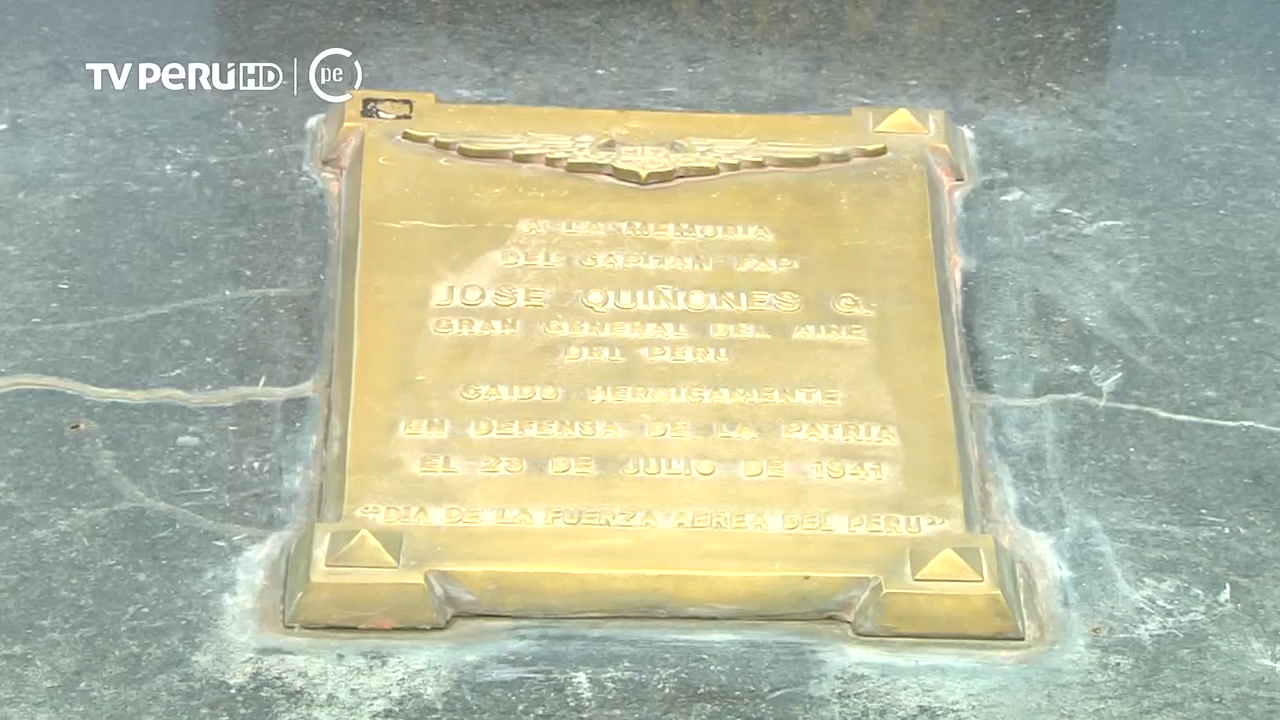 TV PERÚ HD | pe
A LA MEMORIA
DEL CAPITAN FAP
JOSE QUIÑONES G.
GRAN GENERAL DEL AIRE
DEL PERU
CAIDO HEROICAMENTE
EN DEFENSA DE LA PATRIA
EL 23 DE JULIO DE 1941
"DIA DE LA FUERZA AEREA DEL PERU"